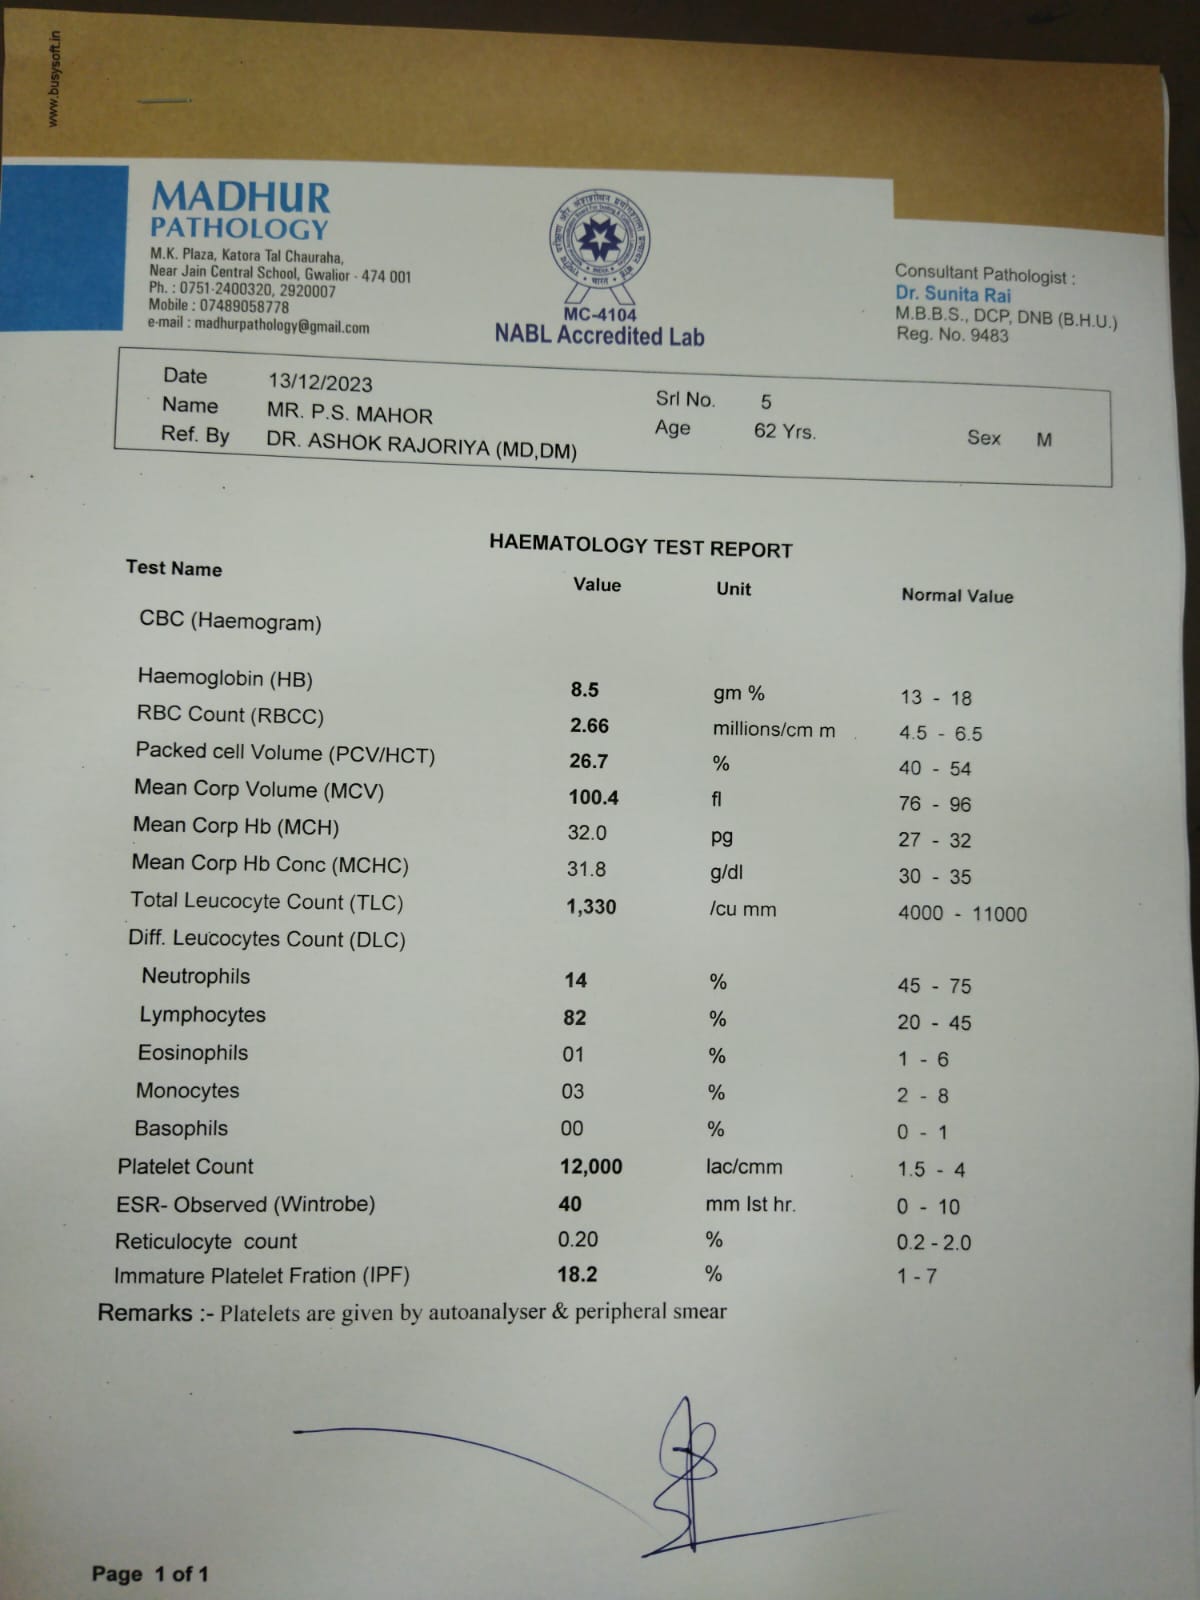 www.busysoft.in
MADHUR
PATHOLOGY
M.K. Plaza, Katora Tal Chauraha,
Near Jain Central School, Gwalior - 474 001
Ph. : 0751-2400320, 2920007
Mobile : 07489058778
e-mail : madhurpathology@gmail.com
MC-4104
NABL Accredited Lab
Consultant Pathologist :
Dr. Sunita Rai
M.B.B.S., DCP, DNB (B.H.U.)
Reg. No. 9483
Date 13/12/2023 Srl No. 5
Name MR. P.S. MAHOR Age 62 Yrs. Sex M
Ref. By DR. ASHOK RAJORIYA (MD,DM)
HAEMATOLOGY TEST REPORT
Test Name Value Unit Normal Value
CBC (Haemogram)
Haemoglobin (HB) 8.5 gm % 13 - 18
RBC Count (RBCC) 2.66 millions/cm m 4.5 - 6.5
Packed cell Volume (PCV/HCT) 26.7 % 40 - 54
Mean Corp Volume (MCV) 100.4 fl 76 - 96
Mean Corp Hb (MCH) 32.0 pg 27 - 32
Mean Corp Hb Conc (MCHC) 31.8 g/dl 30 - 35
Total Leucocyte Count (TLC) 1,330 /cu mm 4000 - 11000
Diff. Leucocytes Count (DLC)
Neutrophils 14 % 45 - 75
Lymphocytes 82 % 20 - 45
Eosinophils 01 % 1 - 6
Monocytes 03 % 2 - 8
Basophils 00 % 0 - 1
Platelet Count 12,000 lac/cmm 1.5 - 4
ESR- Observed (Wintrobe) 40 mm Ist hr. 0 - 10
Reticulocyte count 0.20 % 0.2 - 2.0
Immature Platelet Fration (IPF) 18.2 % 1 - 7
Remarks :- Platelets are given by autoanalyser & peripheral smear
Page 1 of 1